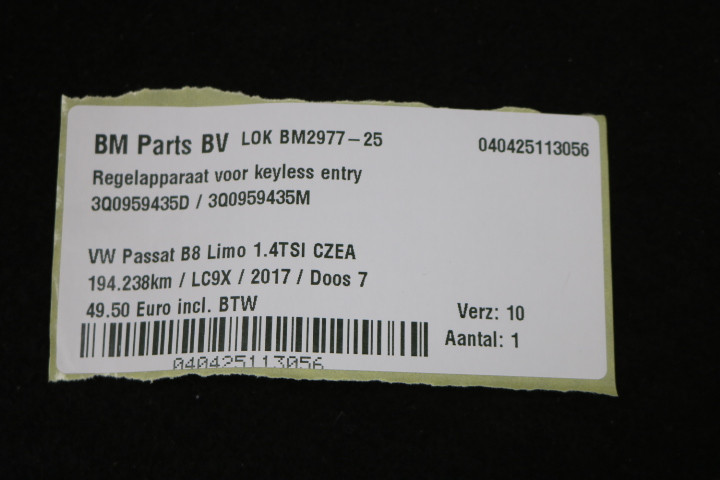 BM Parts BV LOK BM2977-25 040425113056
Regelapparaat voor keyless entry
3Q0959435D / 3Q0959435M
VW Passat B8 Limo 1.4TSI CZEA
194.238km / LC9X / 2017 / Doos 7
49.50 Euro incl. BTW
Verz: 10
Aantal: 1
040425113056